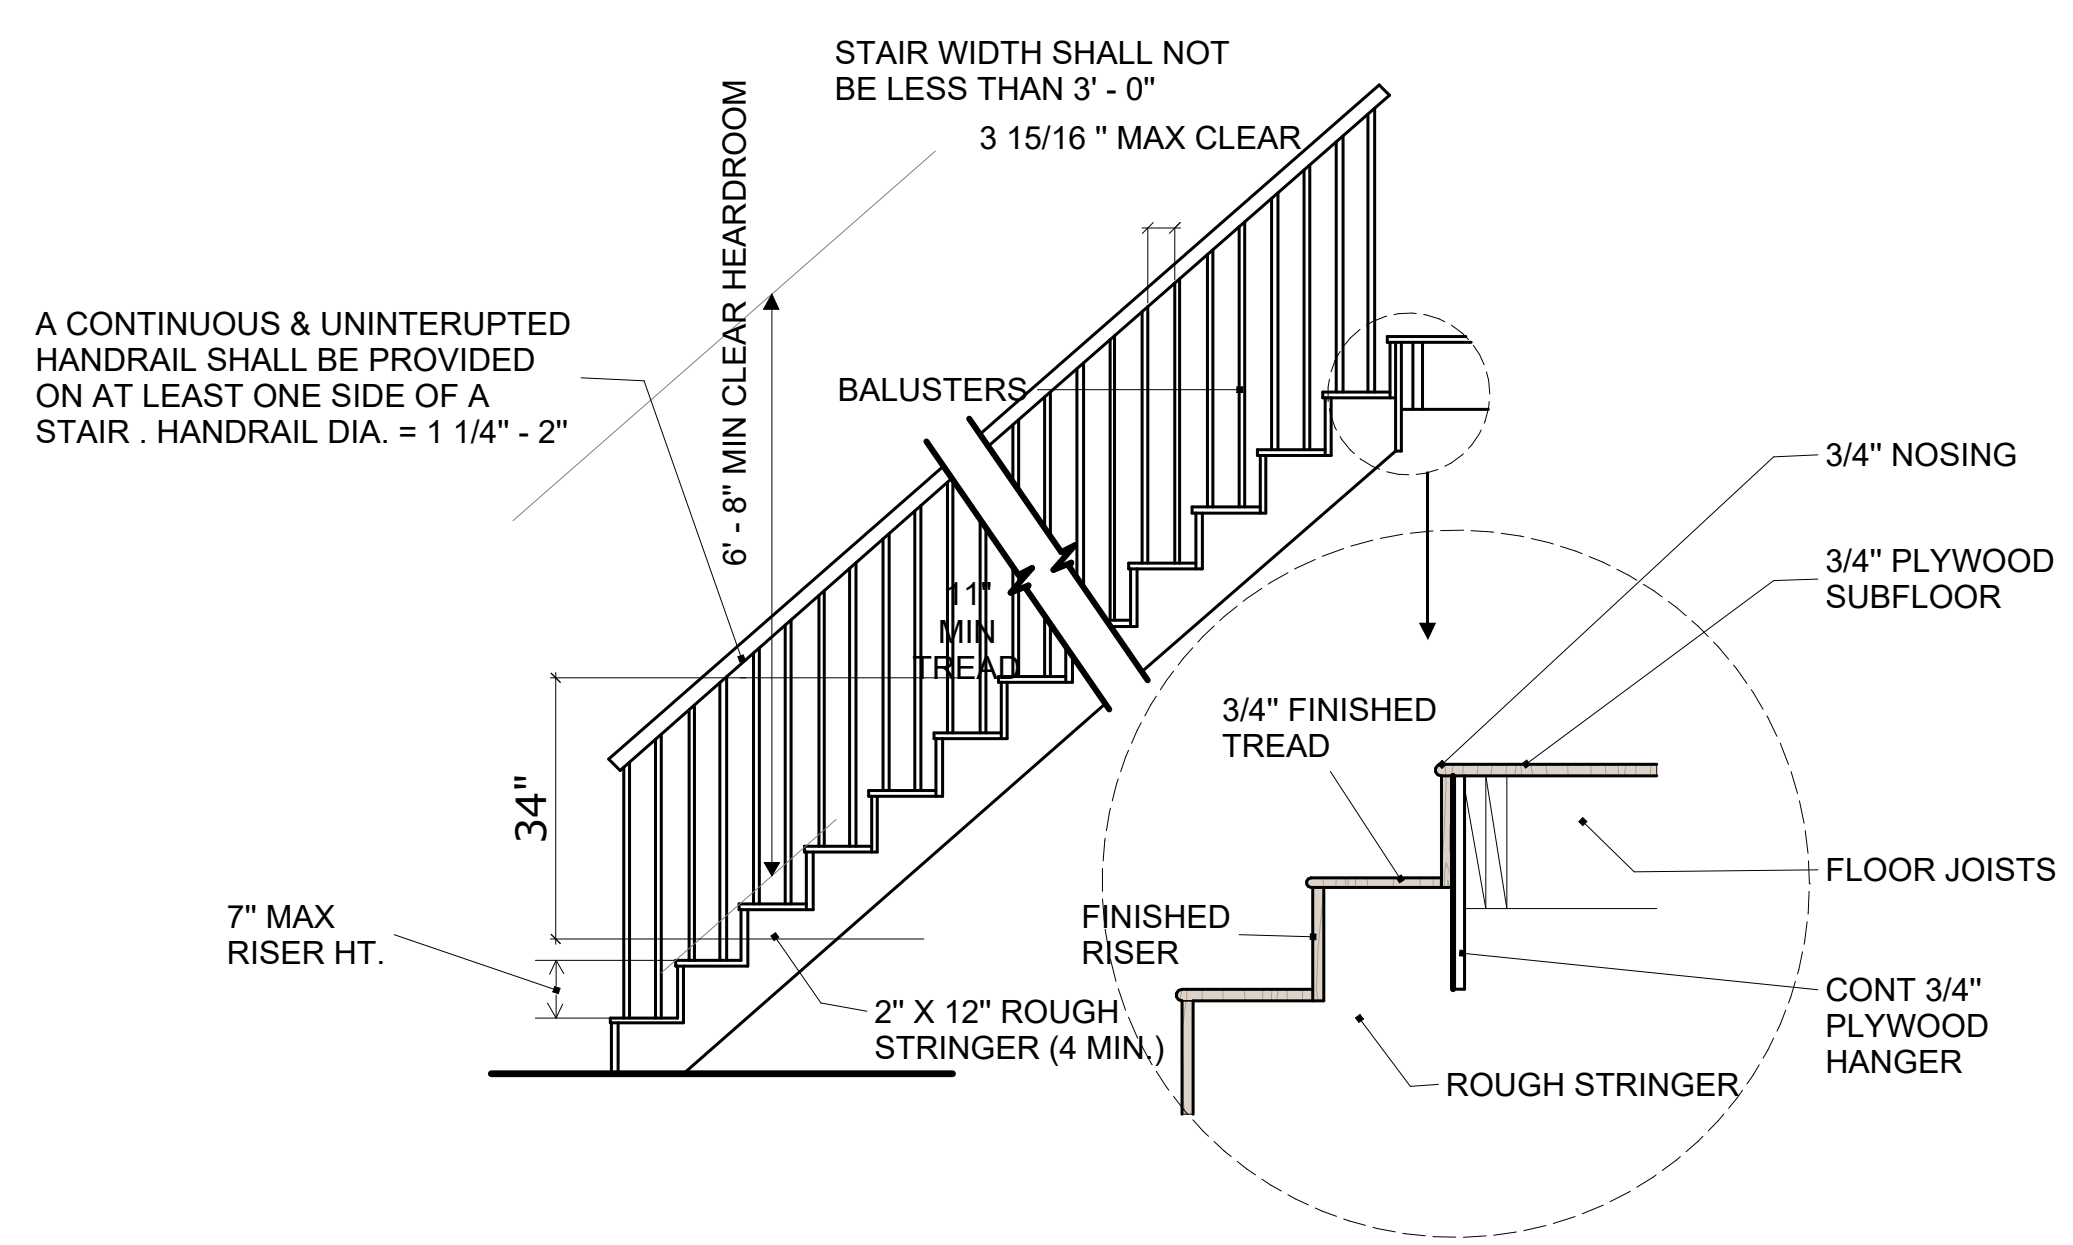 STAIR WIDTH SHALL NOT
BE LESS THAN 3' - 0"
3 15/16 " MAX CLEAR
6' - 8" MIN CLEAR HEARDROOM
A CONTINUOUS & UNINTERUPTED
HANDRAIL SHALL BE PROVIDED
ON AT LEAST ONE SIDE OF A
STAIR . HANDRAIL DIA. = 1 1/4" - 2"
BALUSTERS
11"
MIN
TREAD
34"
7" MAX
RISER HT.
2" X 12" ROUGH
STRINGER (4 MIN.)
3/4" NOSING
3/4" PLYWOOD
SUBFLOOR
3/4" FINISHED
TREAD
FLOOR JOISTS
FINISHED
RISER
CONT 3/4"
PLYWOOD
HANGER
ROUGH STRINGER